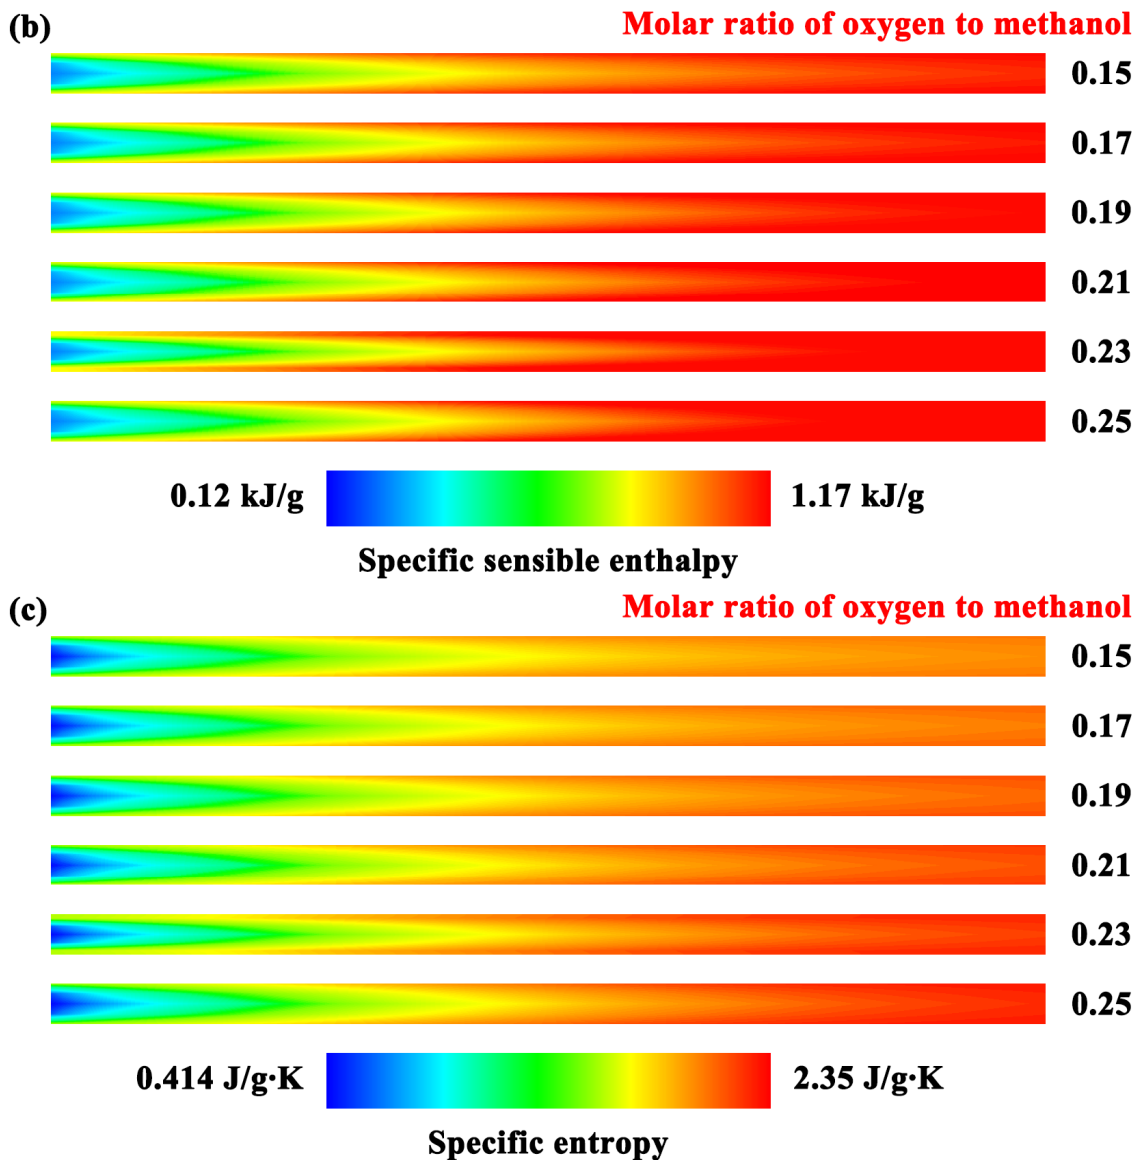 (b)
Molar ratio of oxygen to methanol
0.15
0.17
0.19
0.21
0.23
0.25
0.12 kJ/g
1.17 kJ/g
Specific sensible enthalpy
(c)
Molar ratio of oxygen to methanol
0.15
0.17
0.19
0.21
0.23
0.25
0.414 J/g·K
2.35 J/g·K
Specific entropy